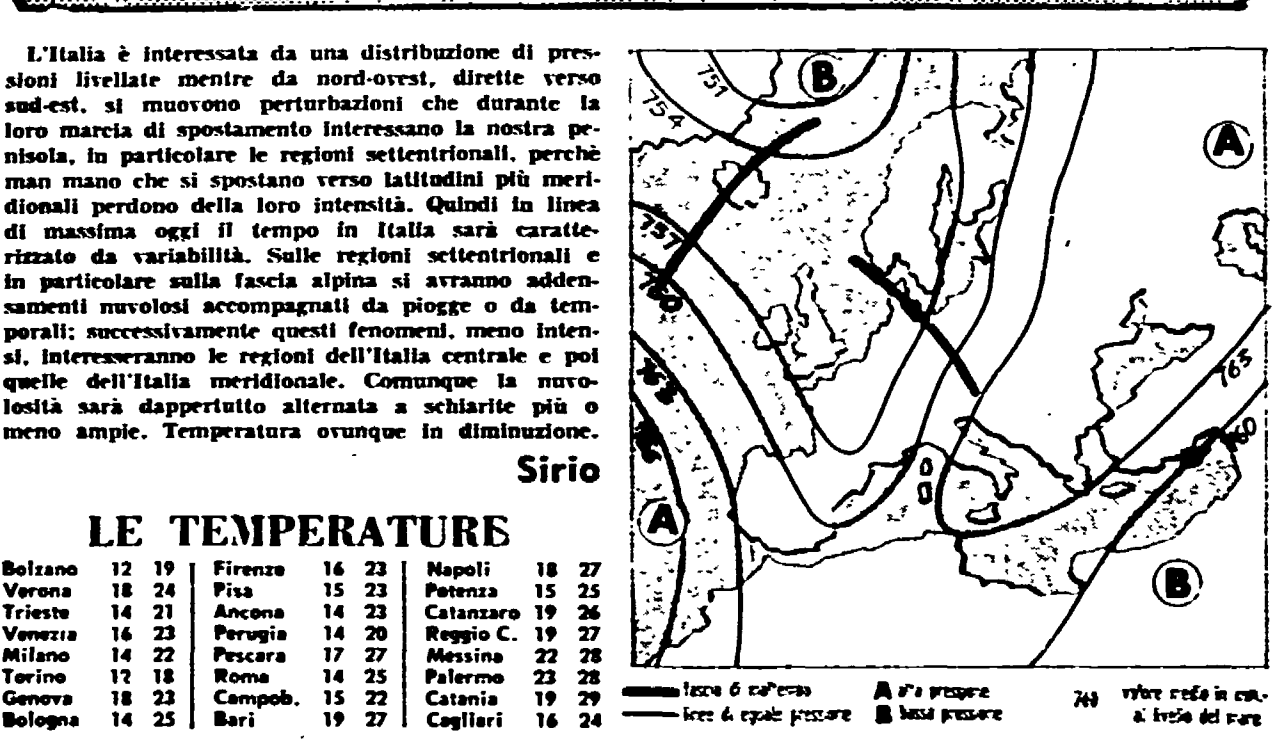 L'Italia è interessata da una distribuzione di pres-
sioni livellate mentre da nord-ovest, dirette verso
sud-est, si muovono perturbazioni che durante la
loro marcia di spostamento interessano la nostra pe-
nisola, in particolare le regioni settentrionali, perchè
man mano che si spostano verso latitudini più meri-
dionali perdono della loro intensità. Quindi in linea
di massima oggi il tempo in Italia sarà caratte-
rizzato da variabilità. Sulle regioni settentrionali e
in particolare sulla fascia alpina si avranno adden-
samenti nuvolosi accompagnati da piogge o da tem-
porali; successivamente questi fenomeni, meno inten-
si, interesseranno le regioni dell'Italia centrale e poi
quelle dell'Italia meridionale. Comunque la nuvo-
losità sarà dappertutto alternata a schiarite più o
meno ampie. Temperatura ovunque in diminuzione.
Sirio
LE TEMPERATURE
Bolzano 12 19
Verona 18 24
Trieste 14 21
Venezia 16 23
Milano 14 22
Torino 12 18
Genova 18 23
Bologna 14 25
Firenze 16 23
Pisa 15 23
Ancona 14 23
Perugia 14 20
Pescara 17 27
Roma 14 25
Campob. 15 22
Bari 19 27
Napoli 18 27
Potenza 15 25
Catanzaro 19 26
Reggio C. 19 27
Messina 22 28
Palermo 23 28
Catania 19 29
Cagliari 16 24
751
754
B
A
757
760
763
760
A
B
linee di eguale pressione
A alta pressione
B bassa pressione
al livello del mare